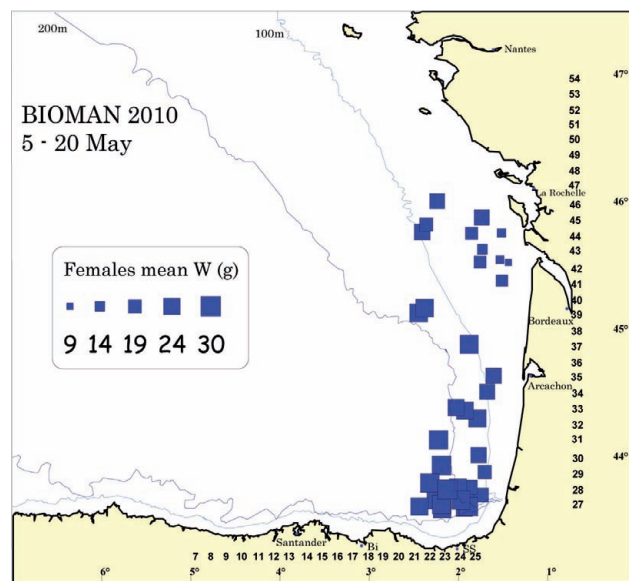 200m
100m
Nantes
47°
54
BIOMAN 2010
53
52
51
5 - 20 May
50
49
48
47
La Rochelle
46
46°
45
44
43
Females mean W (g)
42
41
40
9 14 19 24 30
39
Bordeaux
38
45°
37
36
35
Arcachon
34
33
32
31
30
44°
29
28
27
Santander
Bi
SS
7 8 9 10 11 12 13 14 15 16 17 18 19 20 21 22 23 24 25
6° 5° 4° 3° 2° 1°